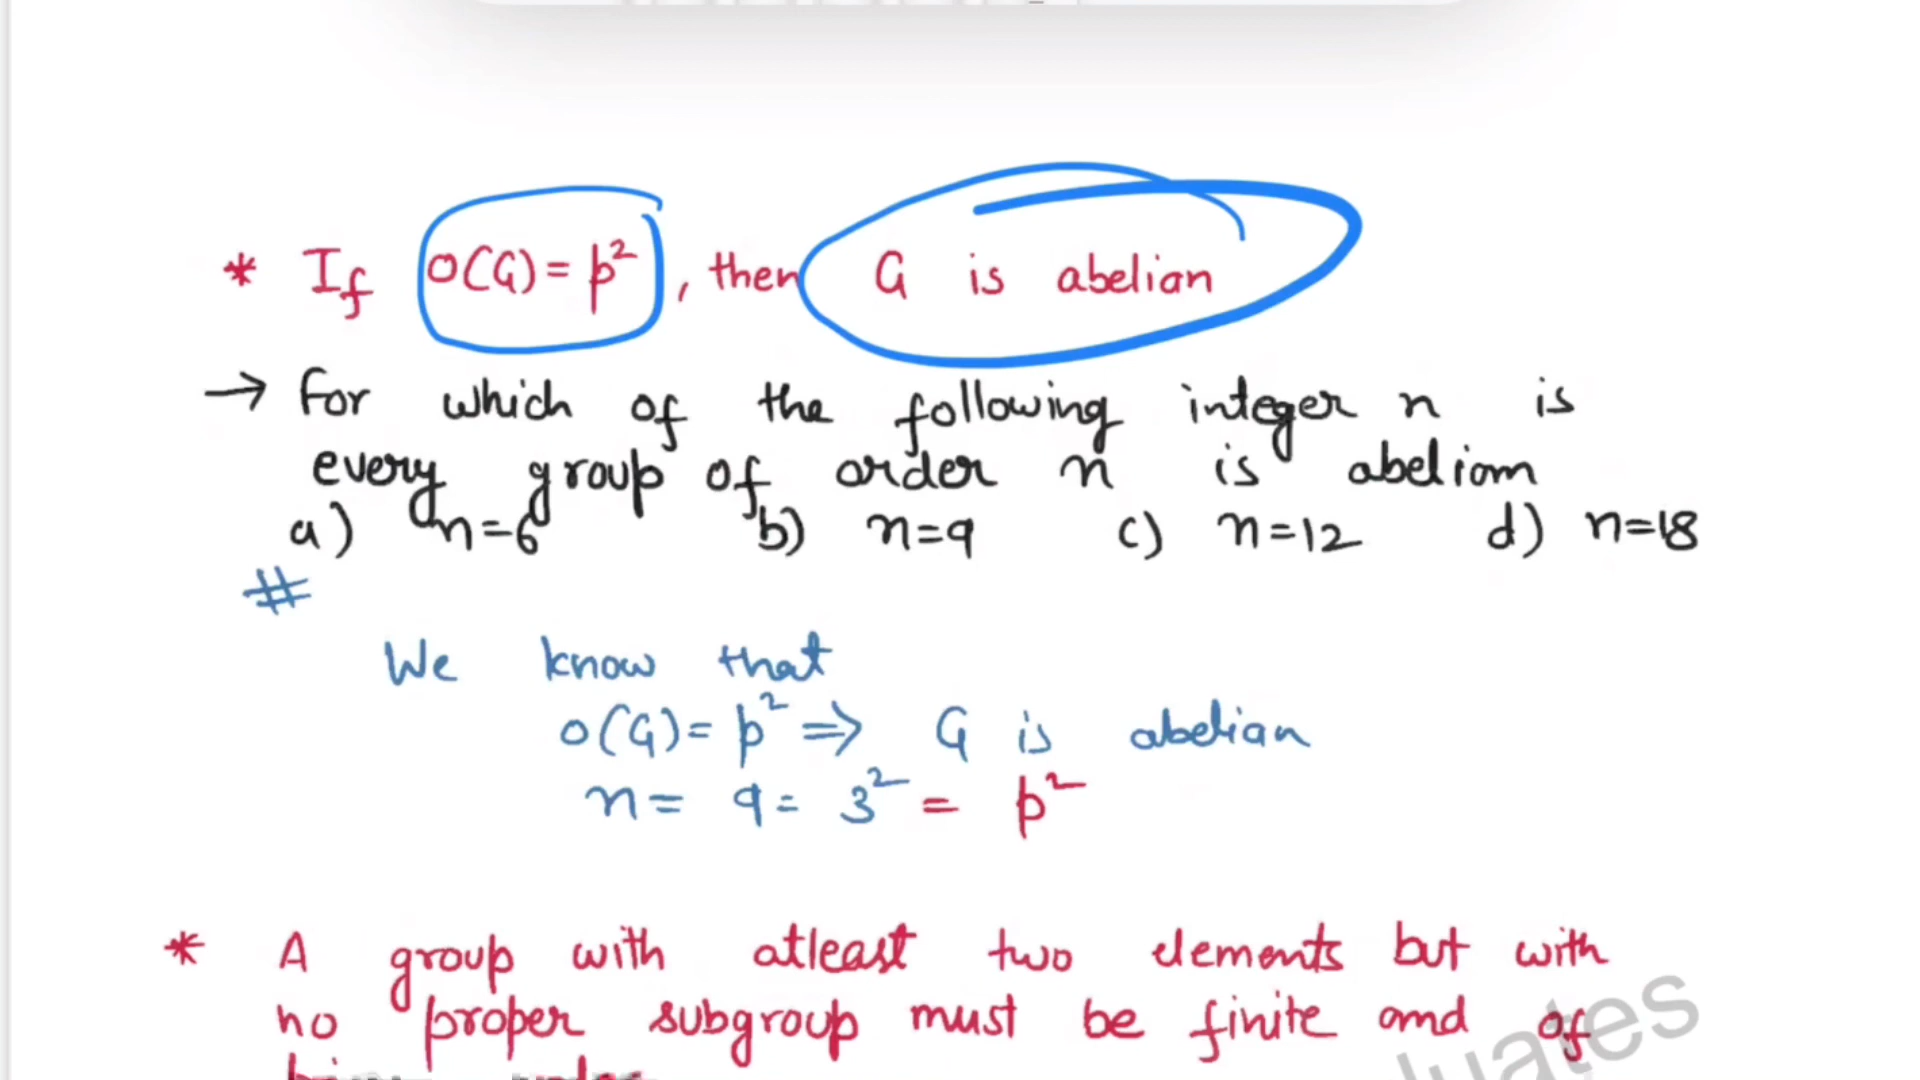 * If O(G) = p², then G is abelian
→ For which of the following integer n is
every group of order n is abelian
a) n=6 b) n=9 c) n=12 d) n=18
#
We know that
O(G) = p² ⇒ G is abelian
n = 9 = 3² = p²
* A group with atleast two elements but with
no proper subgroup must be finite and of